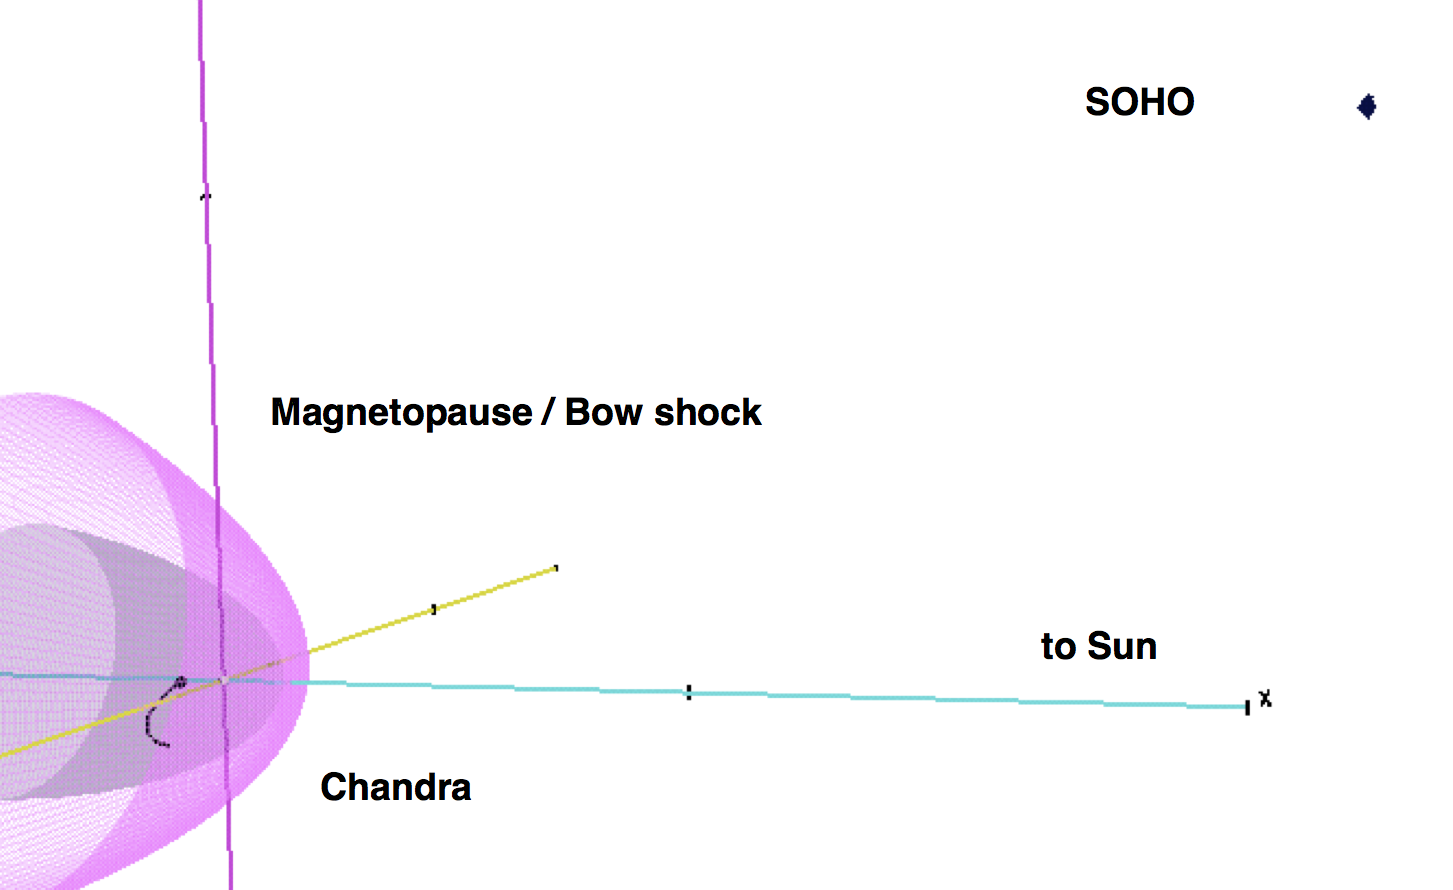 SOHO
Magnetopause / Bow shock
to Sun
x
Chandra